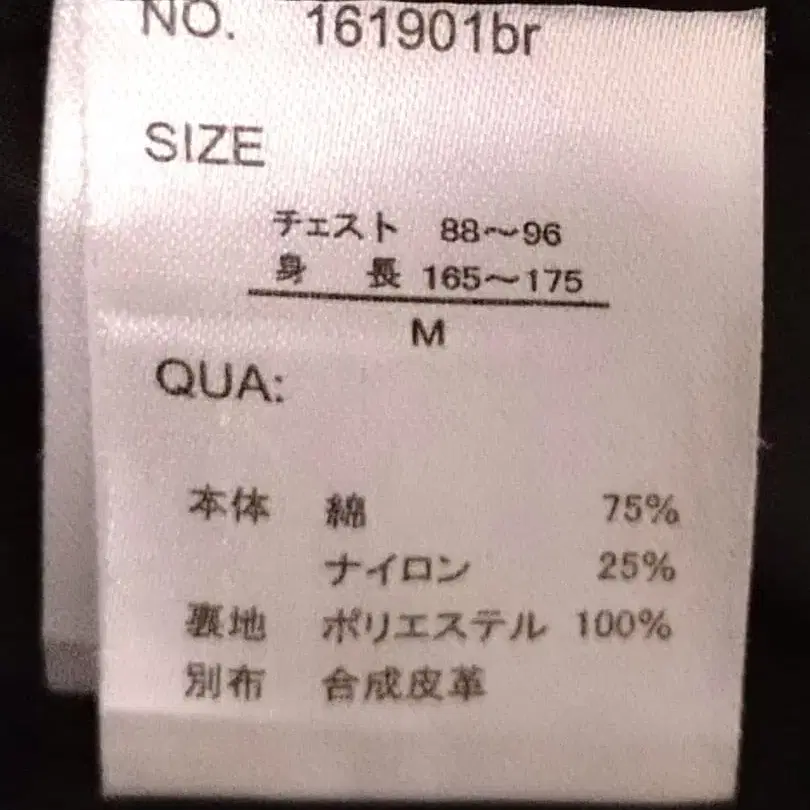 NO. 161901br
SIZE
チェスト 88〜96
身 長 165〜175
M
QUA:
本体 綿 75%
ナイロン 25%
裏地 ポリエステル 100%
別布 合成皮革